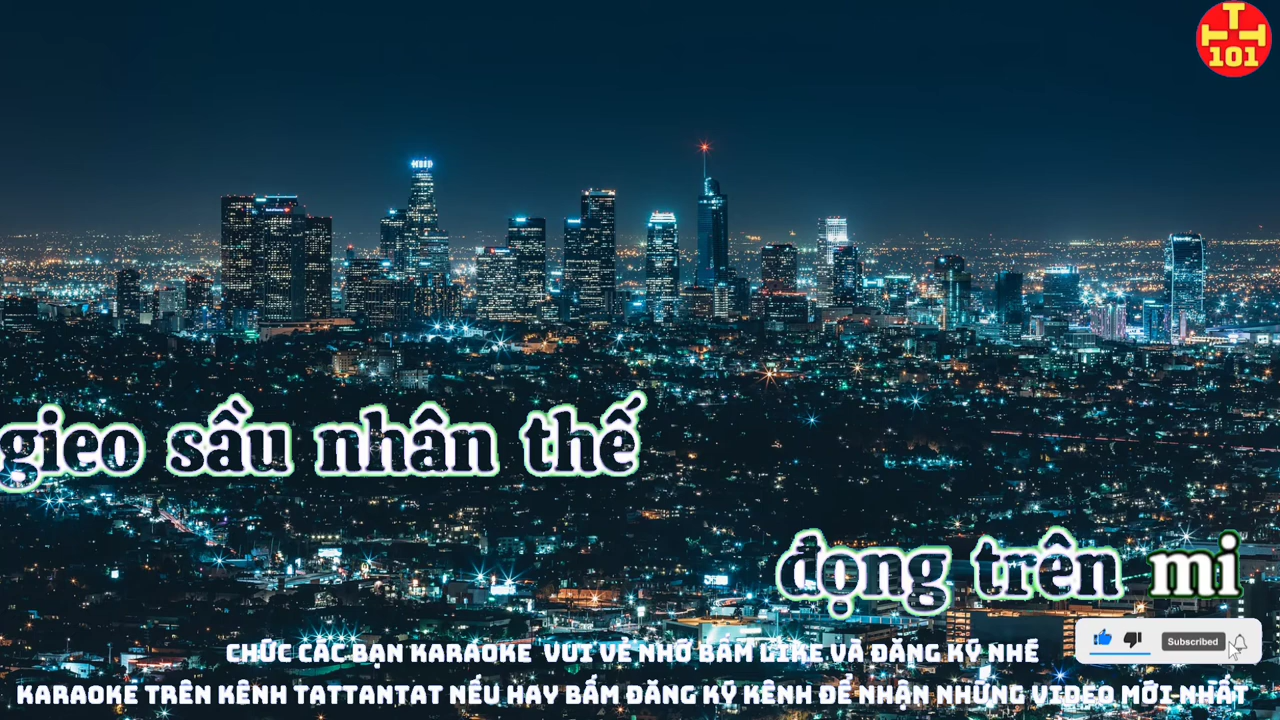 T
T T
101
gieo sầu nhân thế
đọng trên mi
Subscribed
CHÚC CÁC BẠN KARAOKE VUI VẺ NHỚ BẤM LIKE VÀ ĐĂNG KÝ NHÉ
KARAOKE TRÊN KÊNH TATTANTAT NẾU HAY BẤM ĐĂNG KÝ KÊNH ĐỂ NHẬN NHỮNG VIDEO MỚI NHẤT